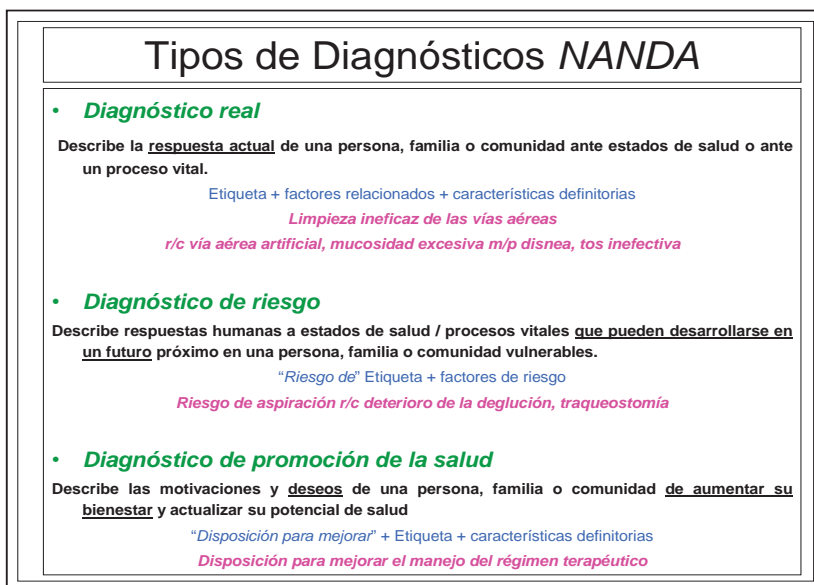 Tipos de Diagnósticos NANDA
• Diagnóstico real
Describe la respuesta actual de una persona, familia o comunidad ante estados de salud o ante
un proceso vital.
Etiqueta + factores relacionados + características definitorias
Limpieza ineficaz de las vías aéreas
r/c vía aérea artificial, mucosidad excesiva m/p disnea, tos inefectiva
• Diagnóstico de riesgo
Describe respuestas humanas a estados de salud / procesos vitales que pueden desarrollarse en
un futuro próximo en una persona, familia o comunidad vulnerables.
“Riesgo de” Etiqueta + factores de riesgo
Riesgo de aspiración r/c deterioro de la deglución, traqueostomía
• Diagnóstico de promoción de la salud
Describe las motivaciones y deseos de una persona, familia o comunidad de aumentar su
bienestar y actualizar su potencial de salud
“Disposición para mejorar” + Etiqueta + características definitorias
Disposición para mejorar el manejo del régimen terapéutico